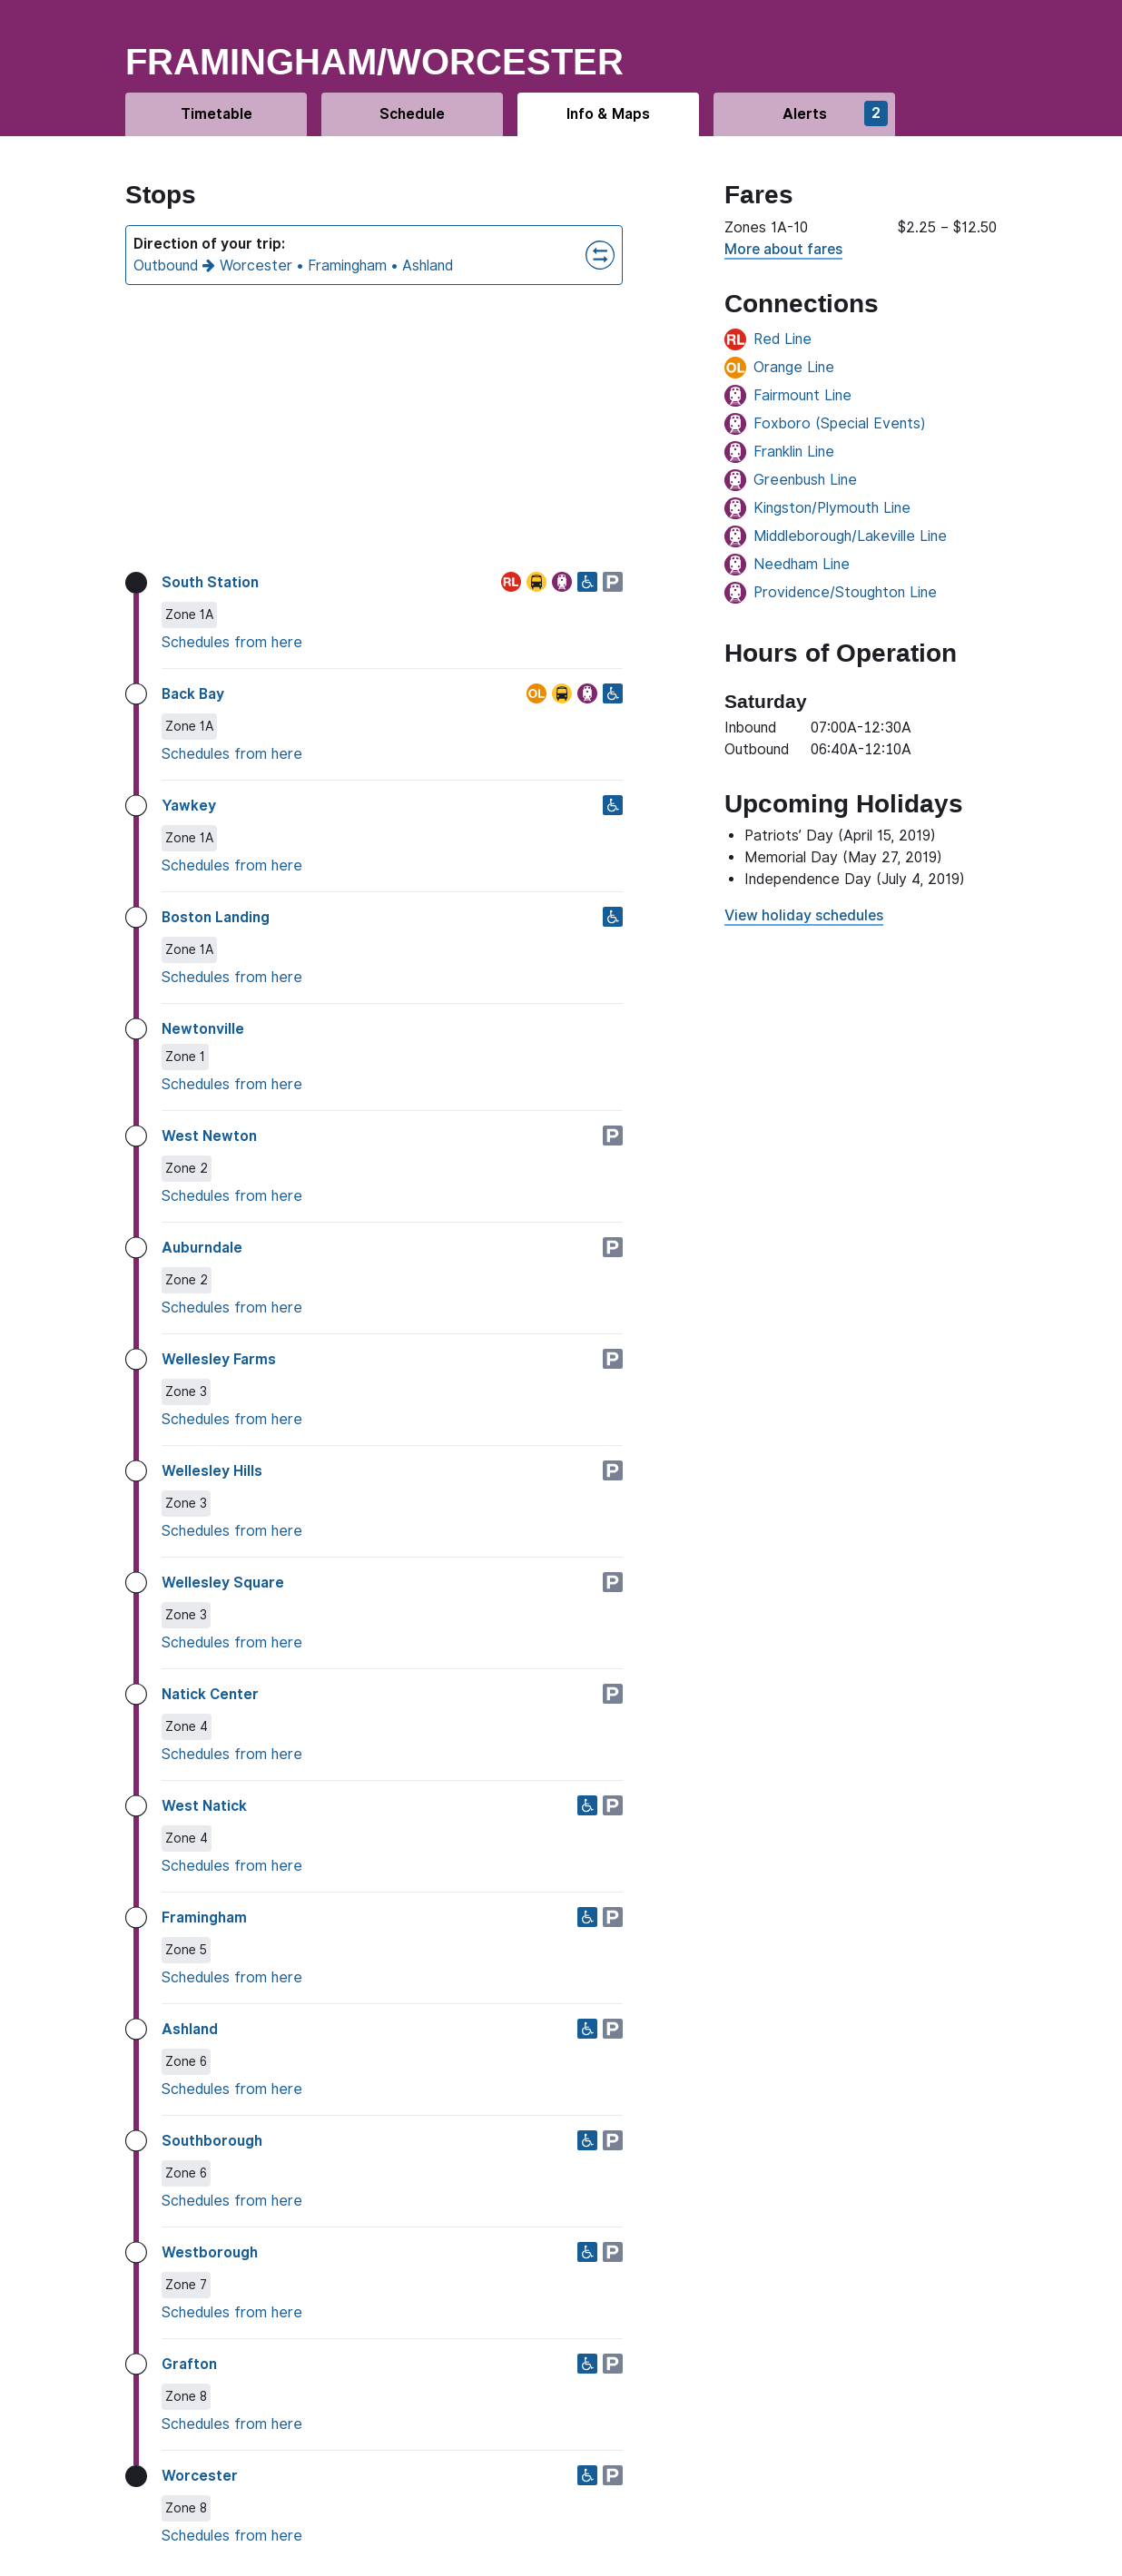 FRAMINGHAM/WORCESTER
Timetable
Schedule
Info & Maps
Alerts
2
Stops
Direction of your trip:
Outbound → Worcester • Framingham • Ashland
South Station
RL
P
Zone 1A
Schedules from here
Back Bay
OL
Zone 1A
Schedules from here
Yawkey
Zone 1A
Schedules from here
Boston Landing
Zone 1A
Schedules from here
Newtonville
Zone 1
Schedules from here
West Newton
P
Zone 2
Schedules from here
Auburndale
P
Zone 2
Schedules from here
Wellesley Farms
P
Zone 3
Schedules from here
Wellesley Hills
P
Zone 3
Schedules from here
Wellesley Square
P
Zone 3
Schedules from here
Natick Center
P
Zone 4
Schedules from here
West Natick
P
Zone 4
Schedules from here
Framingham
P
Zone 5
Schedules from here
Ashland
P
Zone 6
Schedules from here
Southborough
P
Zone 6
Schedules from here
Westborough
P
Zone 7
Schedules from here
Grafton
P
Zone 8
Schedules from here
Worcester
P
Zone 8
Schedules from here
Fares
Zones 1A-10 $2.25 – $12.50
More about fares
Connections
RL Red Line
OL Orange Line
Fairmount Line
Foxboro (Special Events)
Franklin Line
Greenbush Line
Kingston/Plymouth Line
Middleborough/Lakeville Line
Needham Line
Providence/Stoughton Line
Hours of Operation
Saturday
Inbound 07:00A-12:30A
Outbound 06:40A-12:10A
Upcoming Holidays
• Patriots’ Day (April 15, 2019)
• Memorial Day (May 27, 2019)
• Independence Day (July 4, 2019)
View holiday schedules